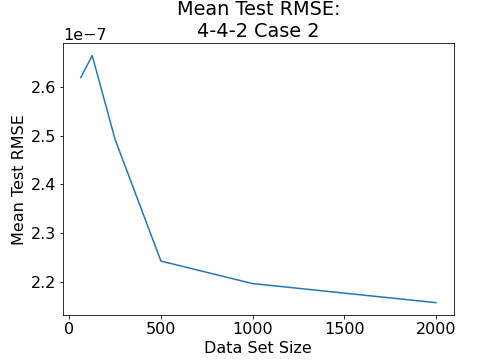 Mean Test RMSE:
4-4-2 Case 2
1e−7
2.6
2.5
2.4
2.3
2.2
Mean Test RMSE
0 500 1000 1500 2000
Data Set Size